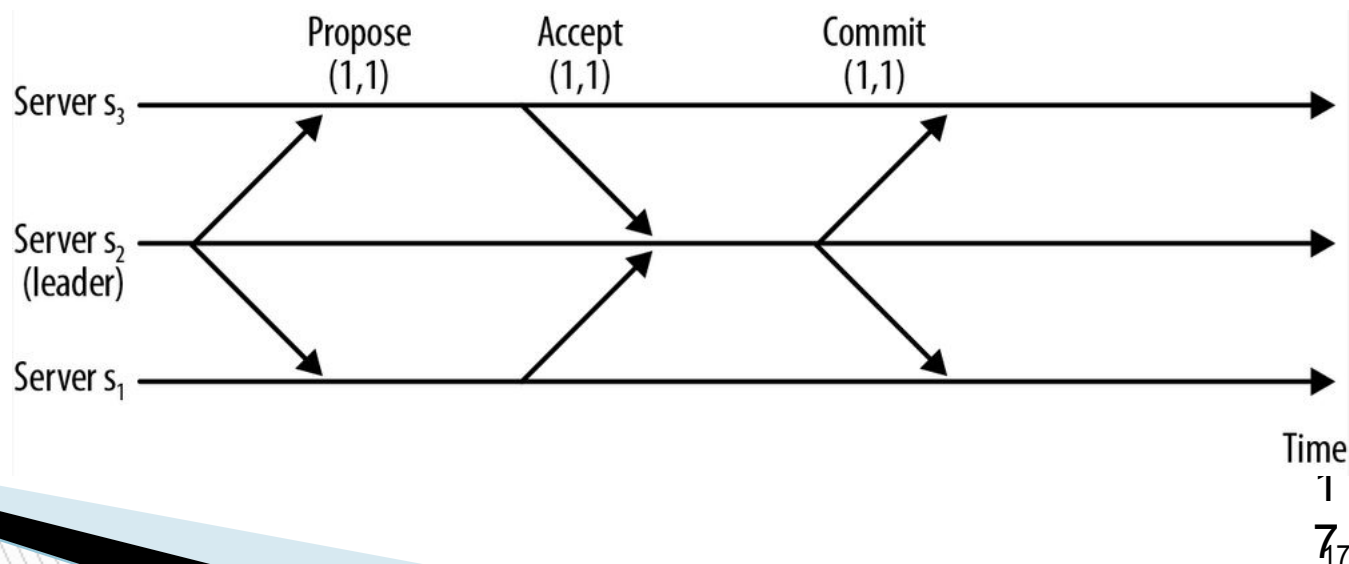 Propose
(1,1)
Accept
(1,1)
Commit
(1,1)
Server s₃
Server s₂
(leader)
Server s₁
Time
1
7
17